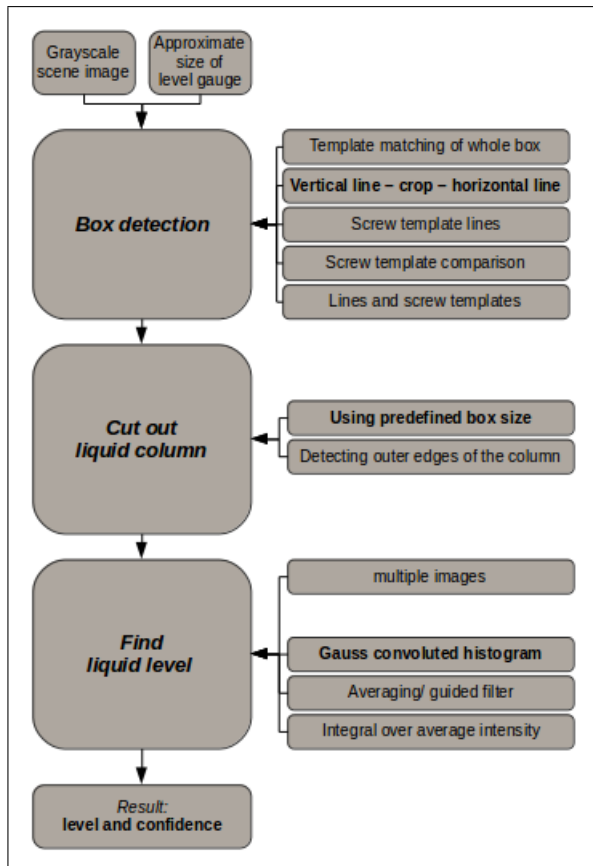 Grayscale
scene image
Approximate
size of
level gauge
Box detection
Template matching of whole box
Vertical line – crop – horizontal line
Screw template lines
Screw template comparison
Lines and screw templates
Cut out
liquid column
Using predefined box size
Detecting outer edges of the column
Find
liquid level
multiple images
Gauss convoluted histogram
Averaging/ guided filter
Integral over average intensity
Result:
level and confidence